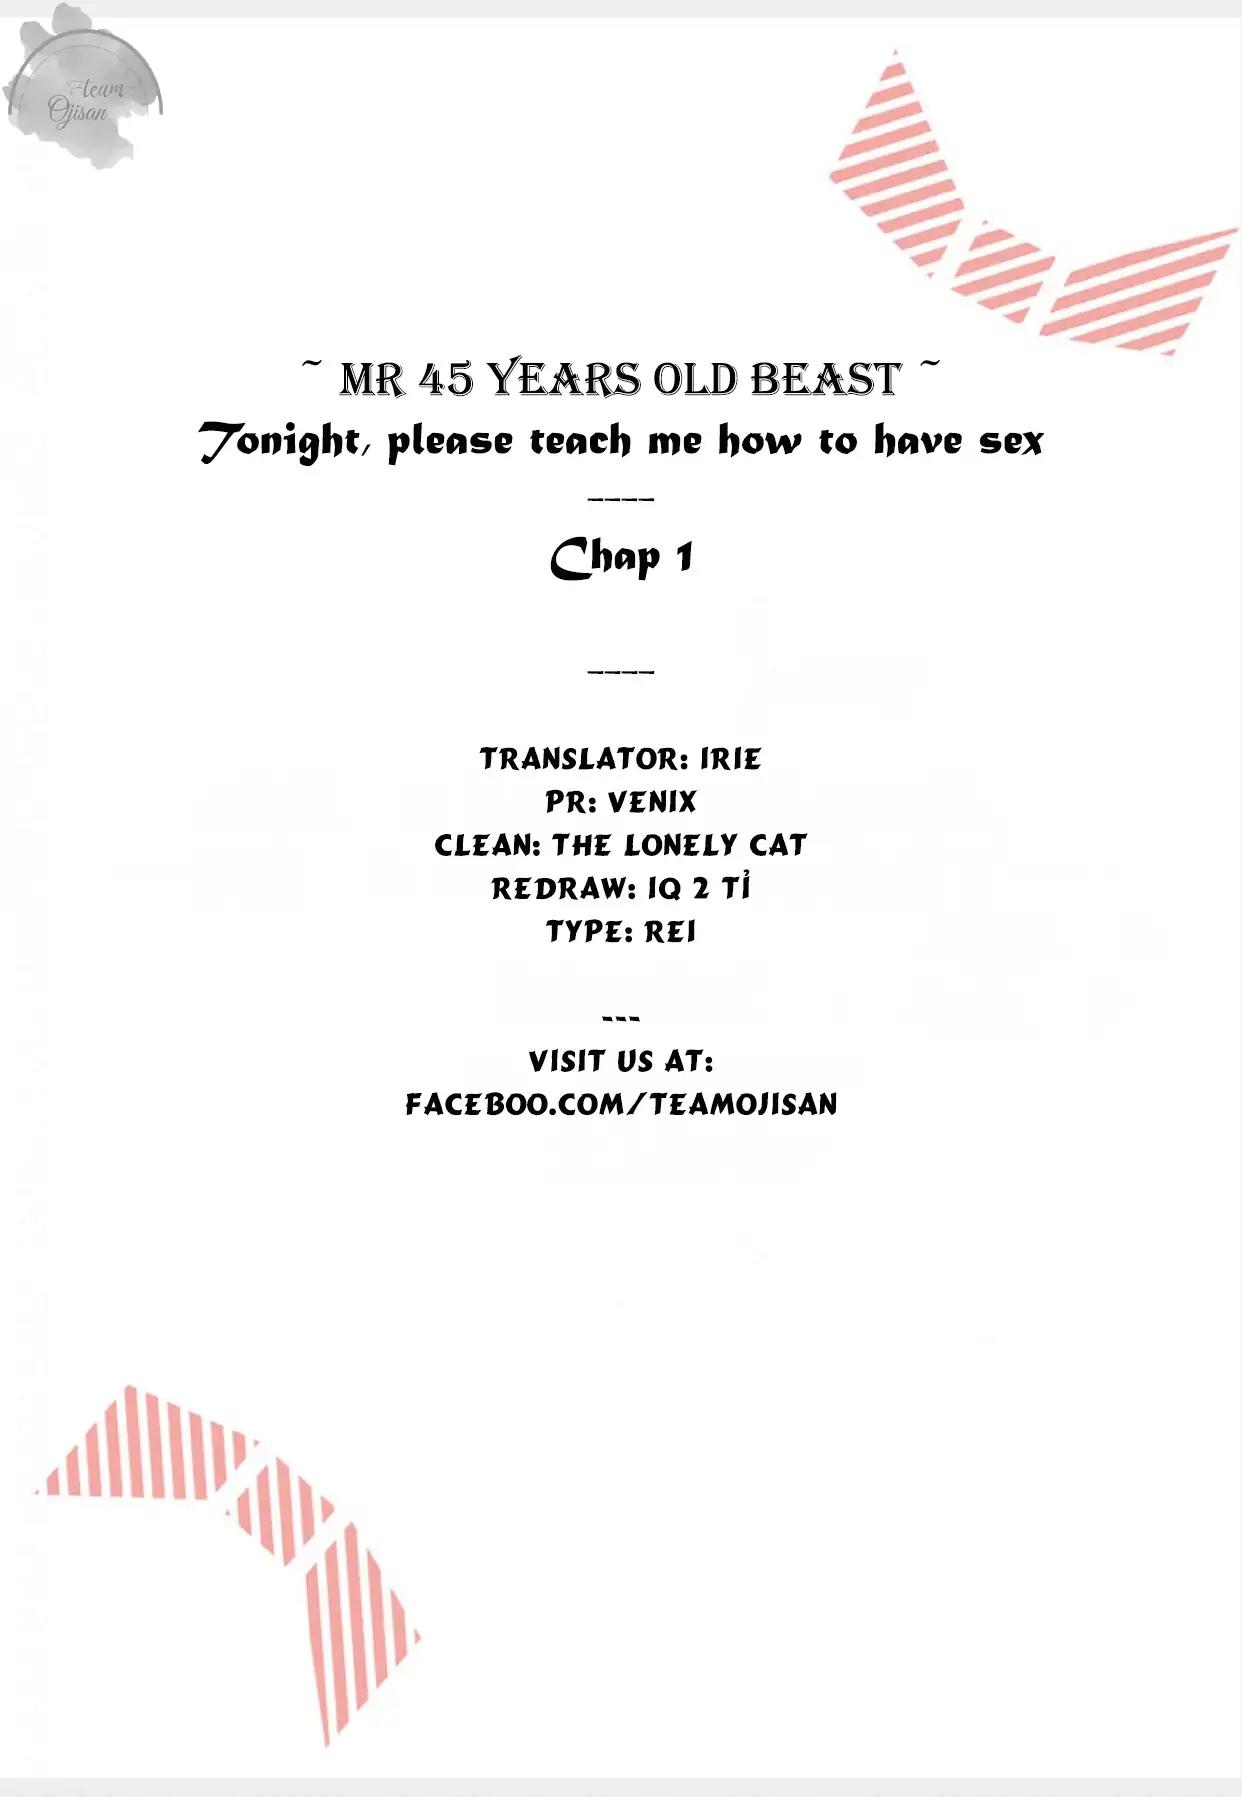 team
Ojisan
~ MR 45 YEARS OLD BEAST ~
Tonight, please teach me how to have sex
----
Chap 1
----
TRANSLATOR: IRIE
PR: VENIX
CLEAN: THE LONELY CAT
REDRAW: IQ 2 TỈ
TYPE: REI
---
VISIT US AT:
FACEBOO.COM/TEAMOJISAN